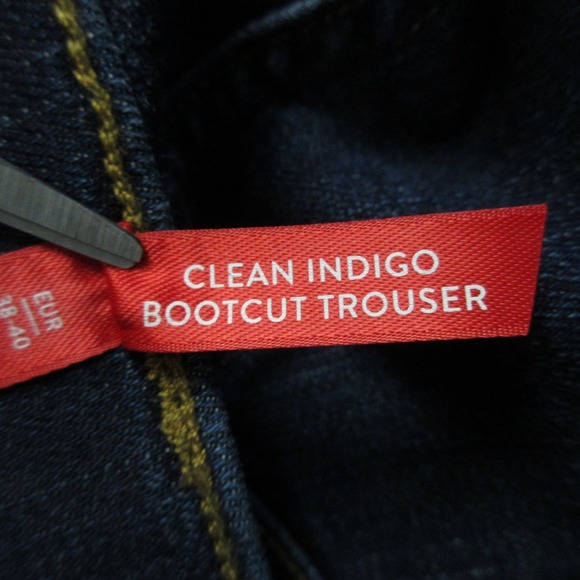 CLEAN INDIGO
BOOTCUT TROUSER
EUR
38-40